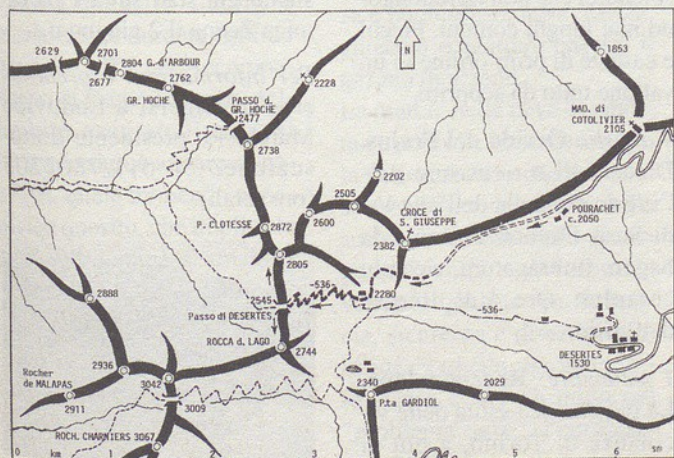 2629
2701
2677
2804 G. d'ARBOUR
2762
GR. HOCHE
PASSO d.
GR. HOCHE
2477
2738
2228
N
1853
MAD. di
COTOLIVIER
2105
2202
2505
P. CLOTESSE
2872
2600
CROCE di
S. GIUSEPPE
2382
POURACHET
c. 2050
2805
2888
2545
-536-
2280
-536-
Passo di DESERTES
ROCCA d. LAGO
2744
DESERTES
1530
2936
Rocher
de MALAPAS
2911
3042
3009
2340
P.ta GARDIOL
2029
ROCH. CHARNIERS 3067
0 km 1 2 3 4 5 6
sn